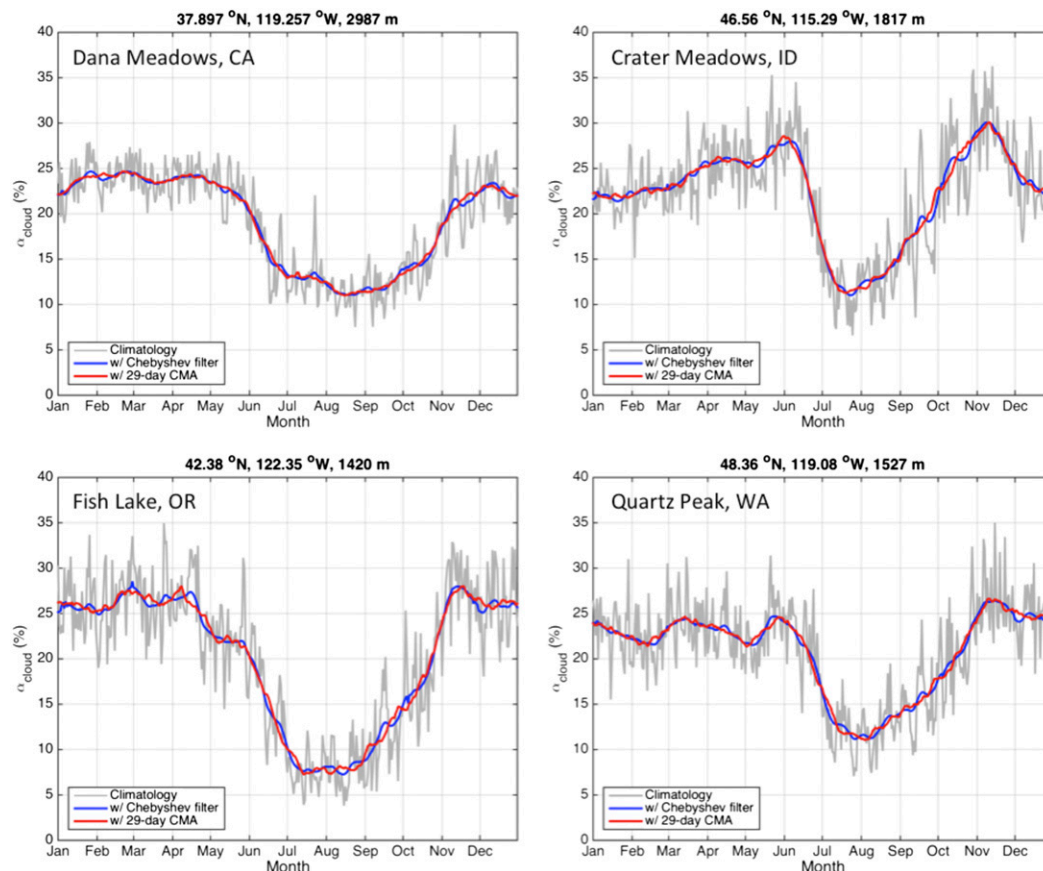 37.897 °N, 119.257 °W, 2987 m
Dana Meadows, CA
40
35
30
25
20
15
10
5
0
α_cloud (%)
Climatology
w/ Chebyshev filter
w/ 29-day CMA
Jan Feb Mar Apr May Jun Jul Aug Sep Oct Nov Dec
Month
46.56 °N, 115.29 °W, 1817 m
Crater Meadows, ID
40
35
30
25
20
15
10
5
0
α_cloud (%)
Climatology
w/ Chebyshev filter
w/ 29-day CMA
Jan Feb Mar Apr May Jun Jul Aug Sep Oct Nov Dec
Month
42.38 °N, 122.35 °W, 1420 m
Fish Lake, OR
40
35
30
25
20
15
10
5
0
α_cloud (%)
Climatology
w/ Chebyshev filter
w/ 29-day CMA
Jan Feb Mar Apr May Jun Jul Aug Sep Oct Nov Dec
Month
48.36 °N, 119.08 °W, 1527 m
Quartz Peak, WA
40
35
30
25
20
15
10
5
0
α_cloud (%)
Climatology
w/ Chebyshev filter
w/ 29-day CMA
Jan Feb Mar Apr May Jun Jul Aug Sep Oct Nov Dec
Month